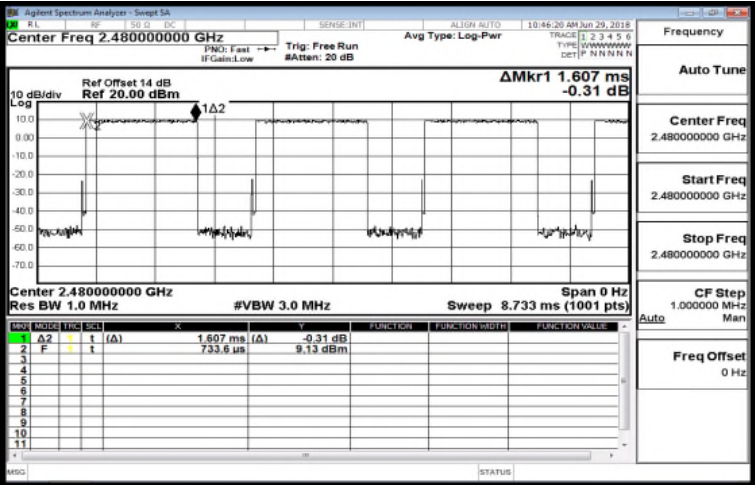 Agilent Spectrum Analyzer - Swept SA
RL RF 50 Ω DC SENSE:INT ALIGN AUTO 10:46:20 AM Jun 29, 2018
Center Freq 2.480000000 GHz
PNO: Fast
IFGain:Low
Trig: Free Run
#Atten: 20 dB
Avg Type: Log-Pwr
TRACE 1 2 3 4 5 6
TYPE WWWWWW
DET P NNNNN
Ref Offset 14 dB
10 dB/div Ref 20.00 dBm
ΔMkr1 1.607 ms
-0.31 dB
Log
1Δ2
2
10.0
0.00
-10.0
-20.0
-30.0
-40.0
-50.0
-60.0
-70.0
Center 2.480000000 GHz Span 0 Hz
Res BW 1.0 MHz #VBW 3.0 MHz Sweep 8.733 ms (1001 pts)
MKR MODE TRC SCL X Y FUNCTION FUNCTION WIDTH FUNCTION VALUE
1 Δ2 1 t (Δ) 1.607 ms (Δ) -0.31 dB
2 F 1 t 733.6 µs 9.13 dBm
3
4
5
6
7
8
9
10
11
MSG STATUS
Frequency
Auto Tune
Center Freq
2.480000000 GHz
Start Freq
2.480000000 GHz
Stop Freq
2.480000000 GHz
CF Step
1.000000 MHz
Auto Man
Freq Offset
0 Hz